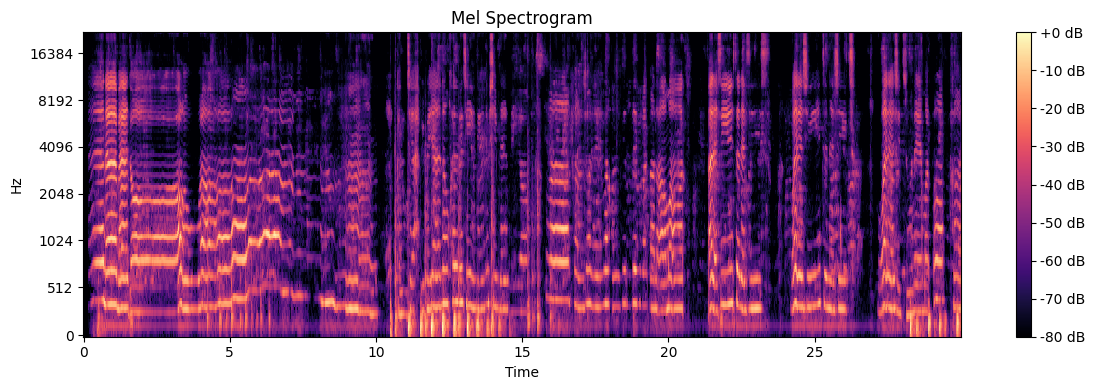 Mel Spectrogram
16384
8192
4096
2048
1024
512
0
Hz
0
5
10
15
20
25
Time
+0 dB
-10 dB
-20 dB
-30 dB
-40 dB
-50 dB
-60 dB
-70 dB
-80 dB